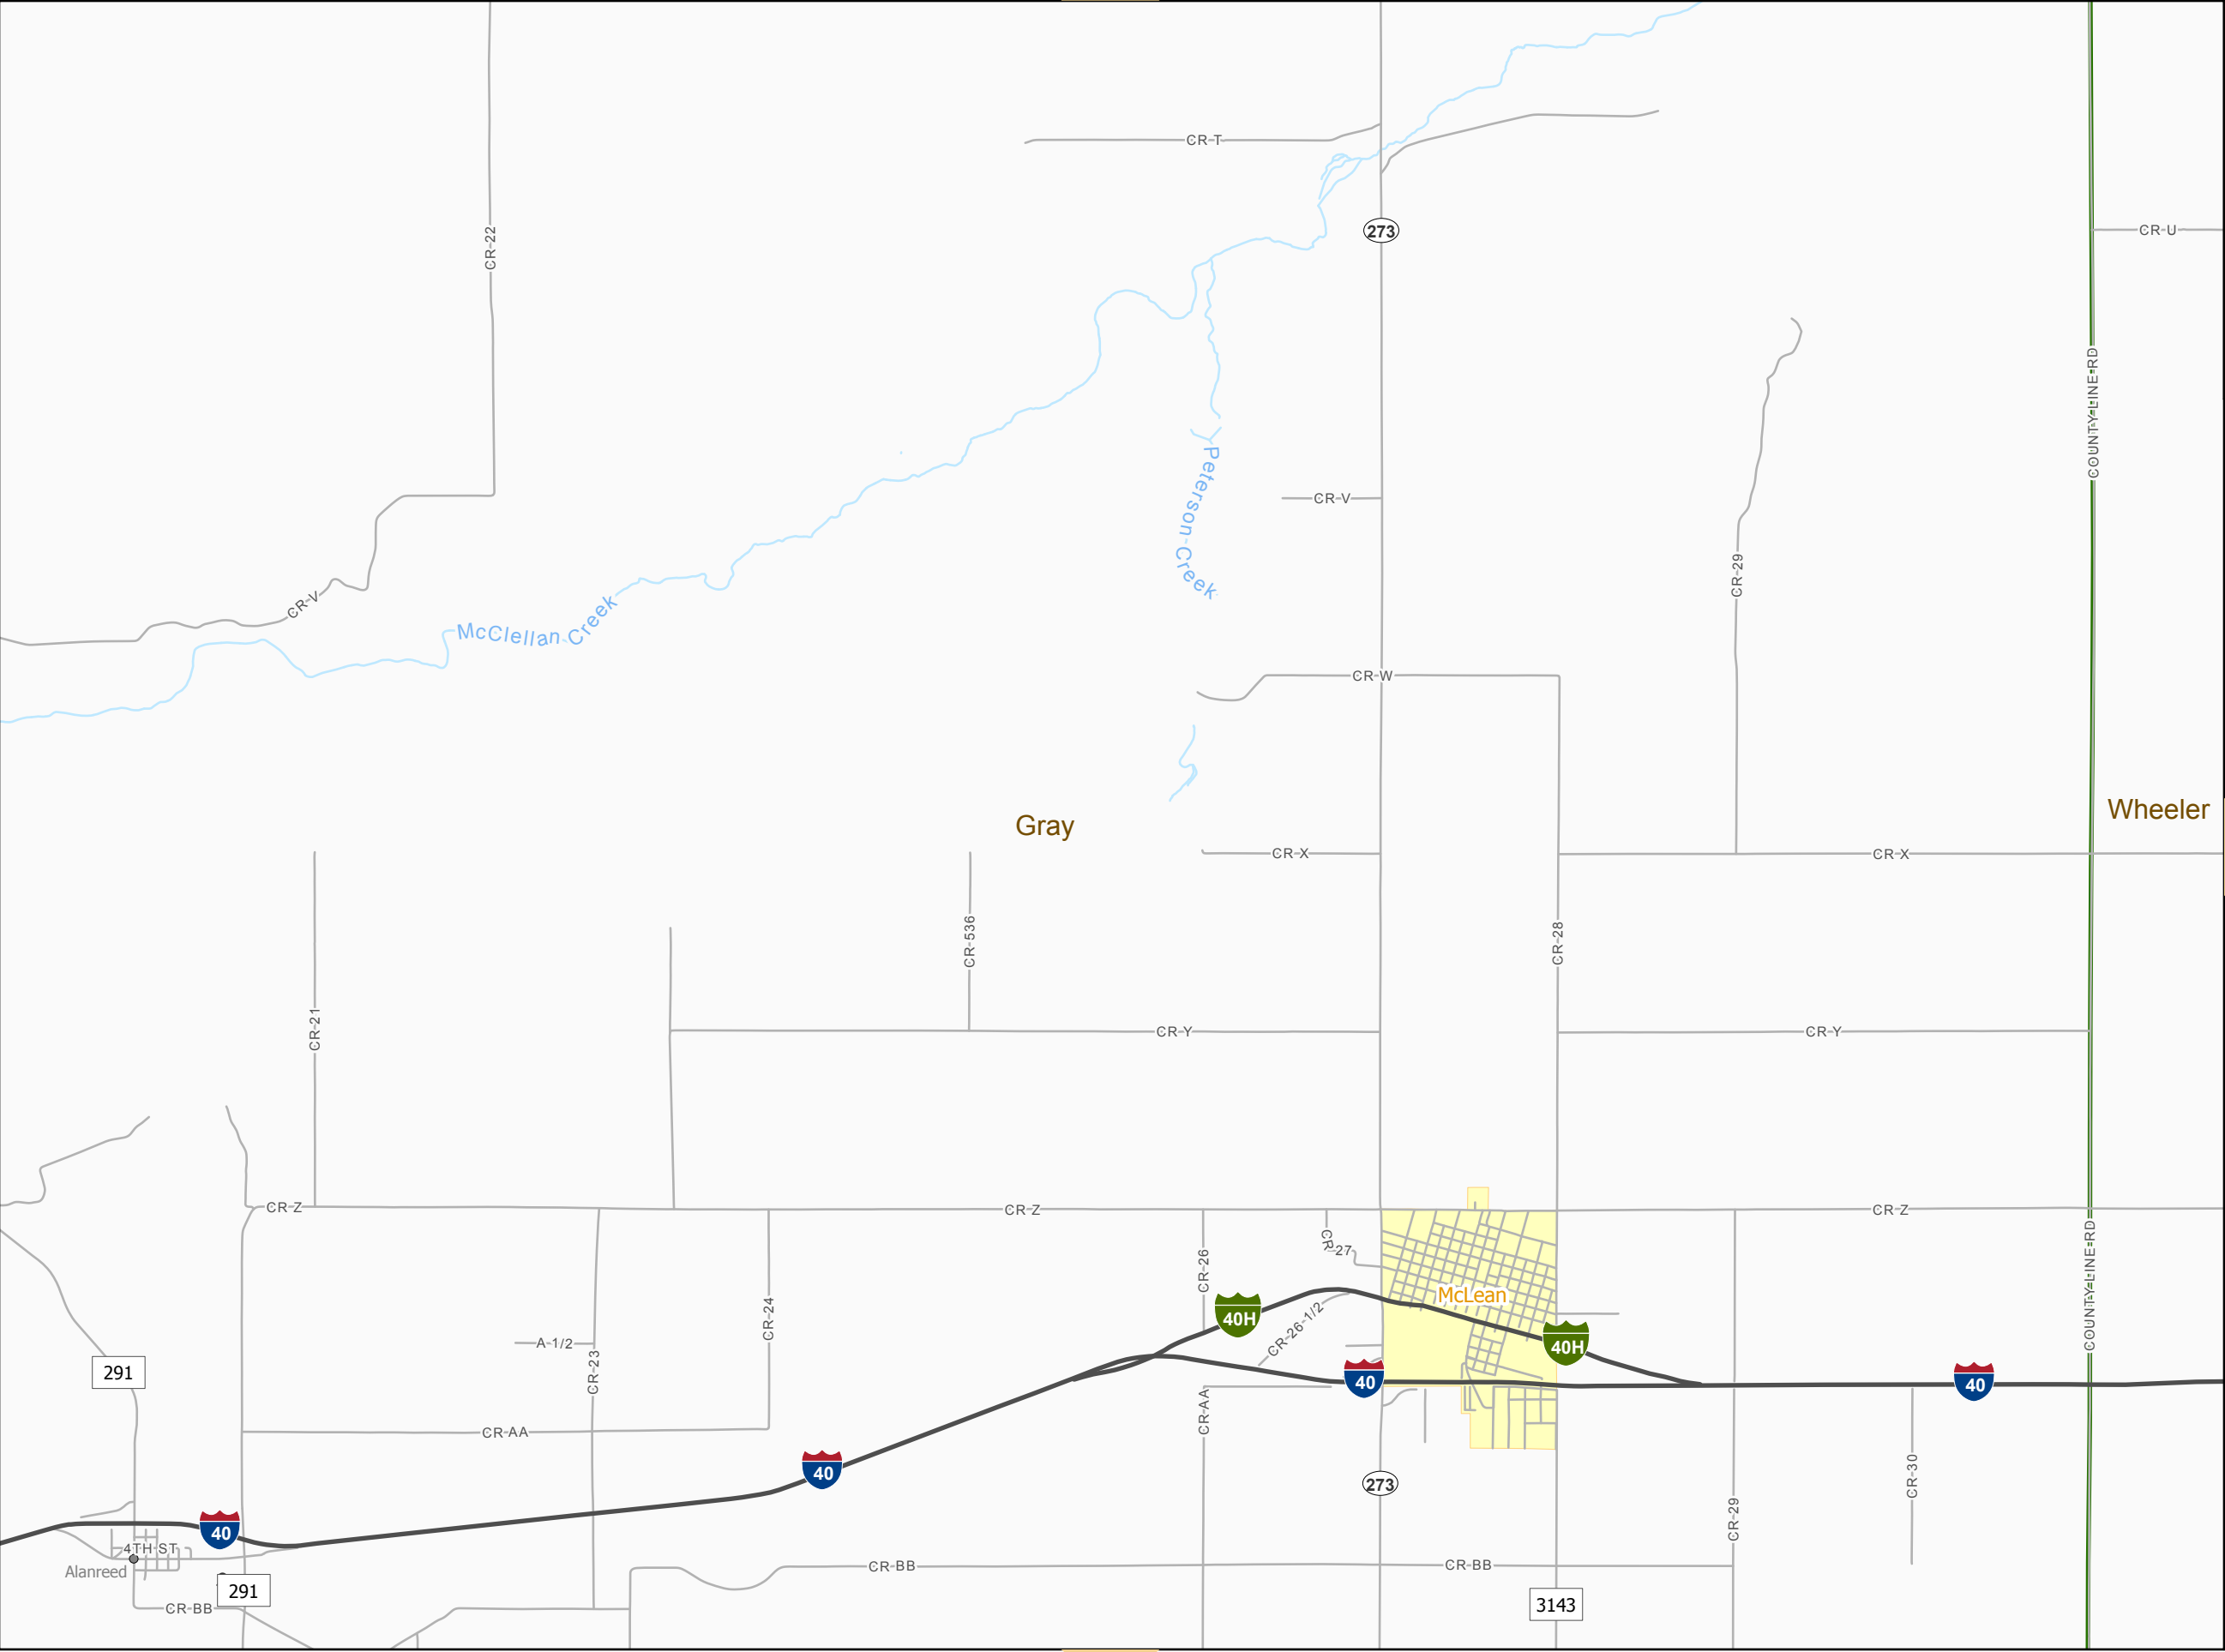 CR-T
CR-22
273
CR-U
COUNTY-LINE-RD
Peterson-Creek
CR-V
CR-29
CR-V
McClellan Creek
CR-W
Gray
Wheeler
CR-X
CR-X
CR-536
CR-28
CR-21
CR-Y
CR-Y
CR-Z
CR-Z
CR-Z
CR-27
COUNTY-LINE-RD
CR-26
McLean
40H
CR-26-1/2
40H
CR-24
A-1/2
CR-23
291
40
40
CR-AA
CR-AA
40
273
CR-30
CR-29
40
4TH ST
Alanreed
CR-BB
CR-BB
291
3143
CR-BB